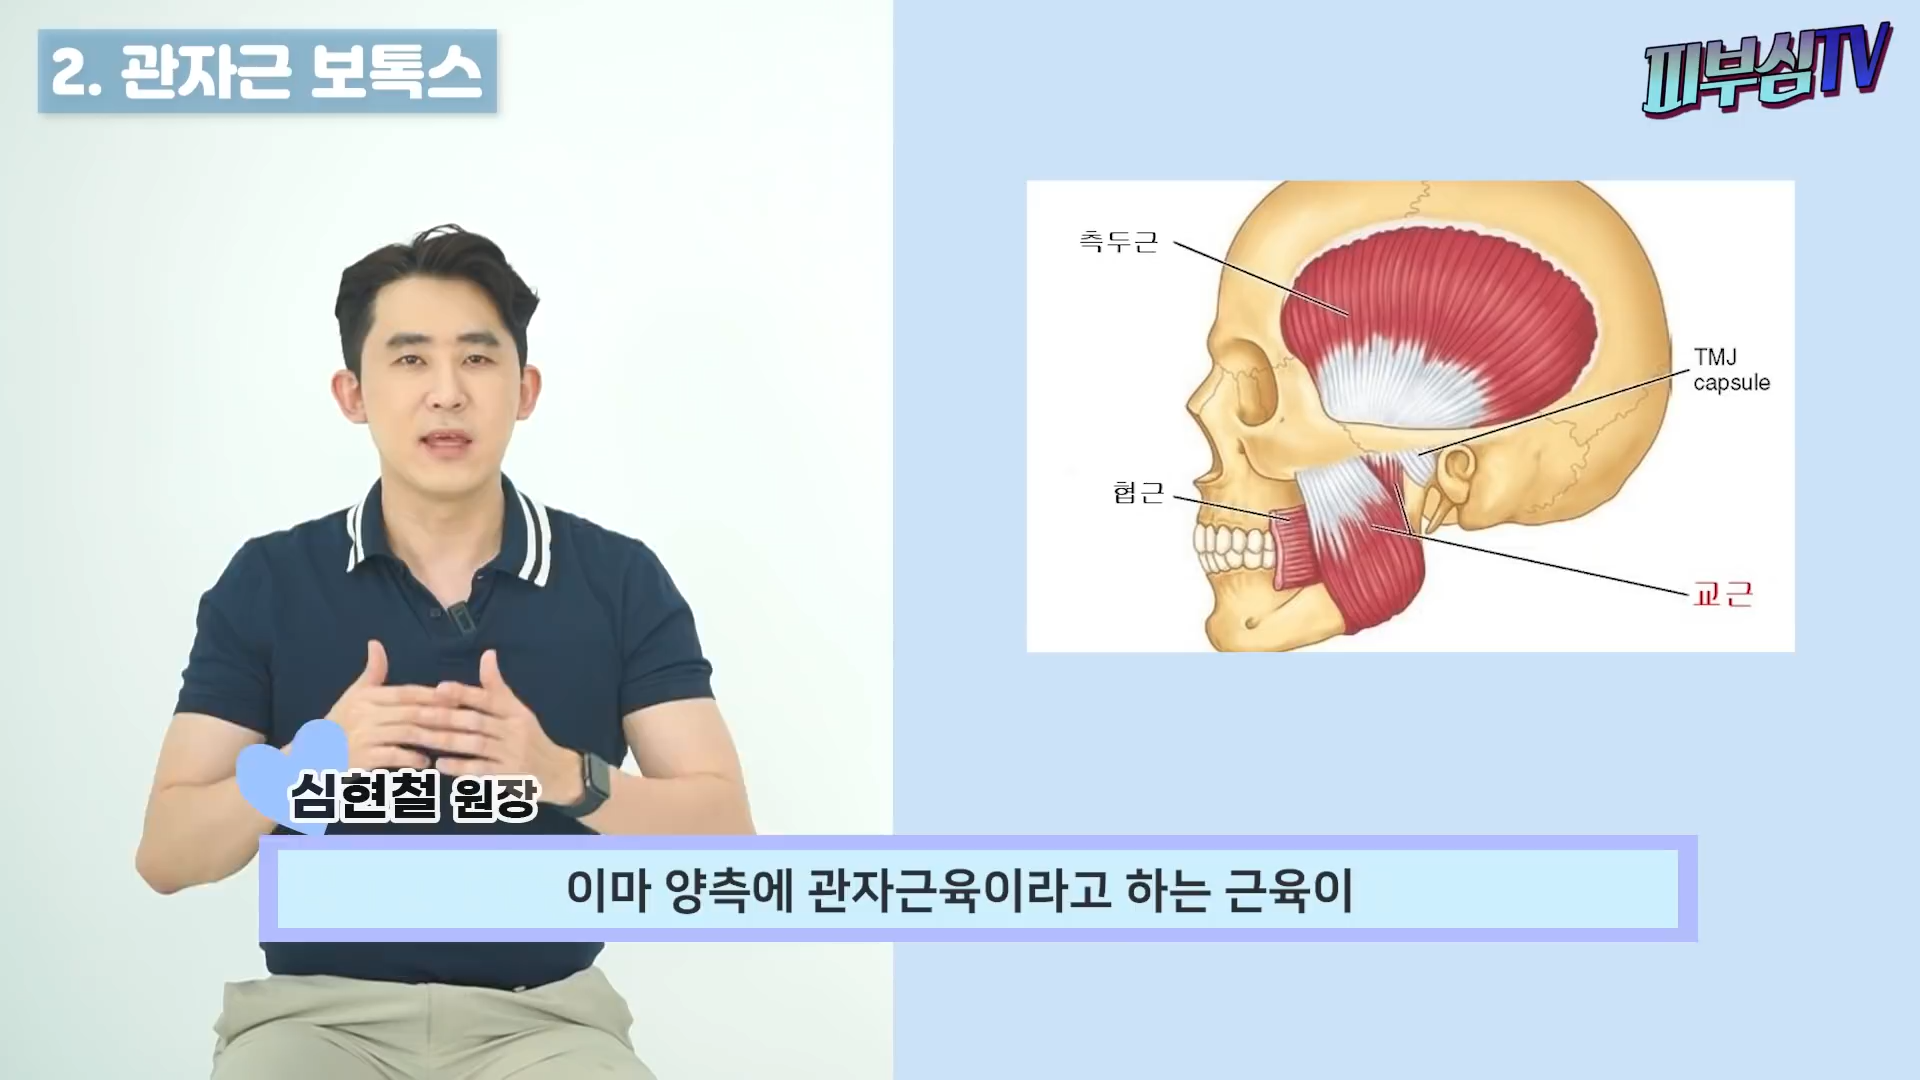 2. 관자근 보톡스
피부심TV
측두근
TMJ
capsule
협근
교근
심현철 원장
이마 양측에 관자근육이라고 하는 근육이